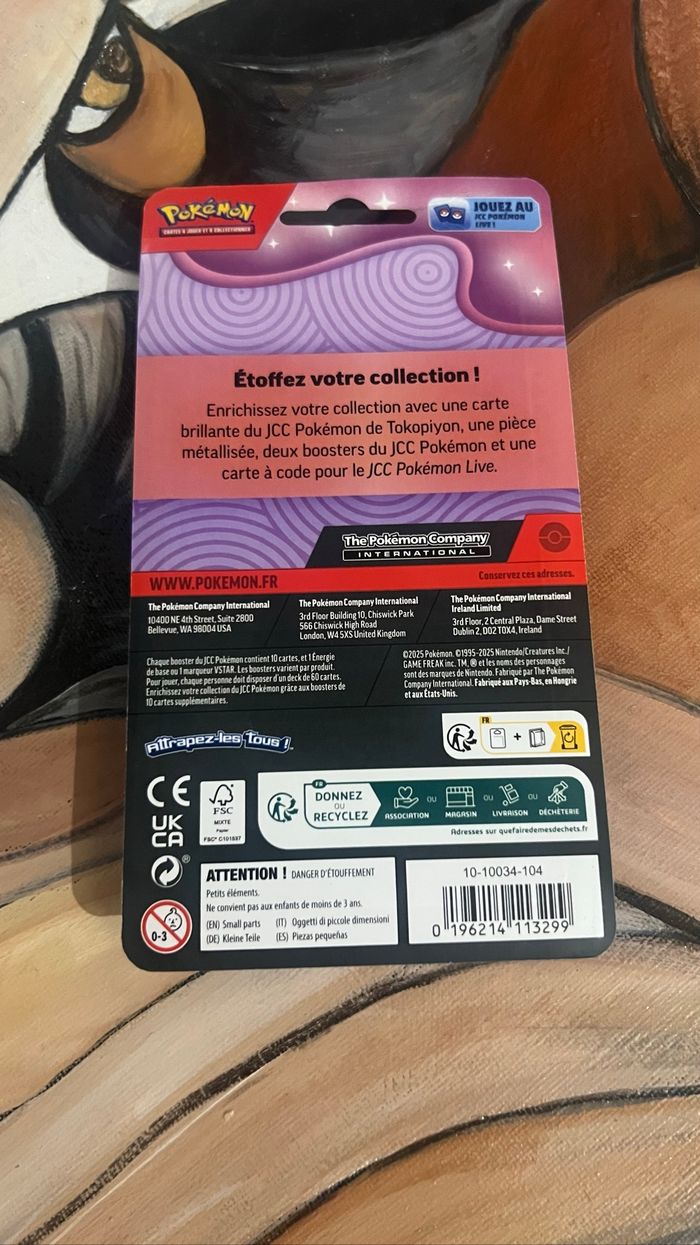 POKéMON
CARTES À JOUER ET À COLLECTIONNER
JOUEZ AU
JCC POKÉMON
LIVE !
Étoffez votre collection !
Enrichissez votre collection avec une carte
brillante du JCC Pokémon de Tokopiyon, une pièce
métallisée, deux boosters du JCC Pokémon et une
carte à code pour le JCC Pokémon Live.
The Pokémon Company
INTERNATIONAL
WWW.POKEMON.FR
Conservez ces adresses.
The Pokémon Company International
10400 NE 4th Street, Suite 2800
Bellevue, WA 98004 USA
The Pokémon Company International
3rd Floor Building 10, Chiswick Park
566 Chiswick High Road
London, W4 5XS United Kingdom
The Pokémon Company International
Ireland Limited
3rd Floor, 2 Central Plaza, Dame Street
Dublin 2, D02 T0X4, Ireland
Chaque booster du JCC Pokémon contient 10 cartes, et 1 Énergie
de base ou 1 marqueur VSTAR. Les boosters varient par produit.
Pour jouer, chaque personne doit disposer d'un deck de 60 cartes.
Enrichissez votre collection du JCC Pokémon grâce aux boosters de
10 cartes supplémentaires.
©2025 Pokémon. ©1995-2025 Nintendo/Creatures Inc./
GAME FREAK inc. TM, ® et les noms des personnages
sont des marques de Nintendo. Fabriqué par The Pokémon
Company International. Fabriqué aux Pays-Bas, en Hongrie
et aux États-Unis.
Attrapez-les Tous !
FR
+
CE
FSC
MIXTE
Papier
FSC® C101537
UK
CA
®
FR
DONNEZ
OU
RECYCLEZ
ASSOCIATION
OU
MAGASIN
OU
LIVRAISON
OU
DÉCHÈTERIE
Adresses sur quefairedemesdechets.fr
0-3
ATTENTION ! DANGER D'ÉTOUFFEMENT
Petits éléments.
Ne convient pas aux enfants de moins de 3 ans.
(EN) Small parts (IT) Oggetti di piccole dimensioni
(DE) Kleine Teile (ES) Piezas pequeñas
10-10034-104
0 196214 113299